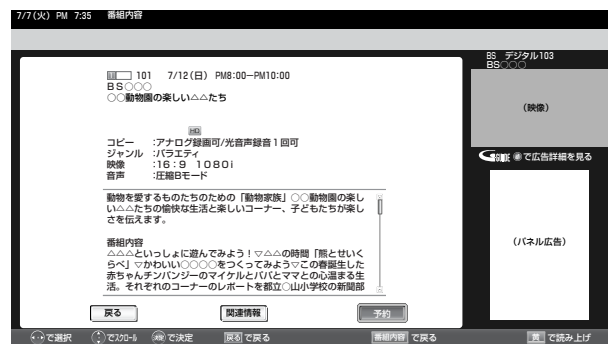 7/7(火) PM 7:35 番組内容
BS デジタル103
BS○○○
101 7/12(日) PM8:00-PM10:00
BS○○○
○○動物園の楽しい△△たち
(映像)
HD
コピー :アナログ録画可/光音声録音1回可
ジャンル :バラエティ
映像 :16:9 1080i
音声 :圧縮Bモード
G-GUIDE で広告詳細を見る
動物を愛するものたちのための「動物家族」○○動物園の楽し
い△△たちの愉快な生活と楽しいコーナー、子どもたちが楽し
さを伝えます。
番組内容
△△△といっしょに遊んでみよう!▽△△の時間「熊とせいく
らべ」▽かわいい○○○○をつくってみよう▽この春誕生した
赤ちゃんチンパンジーのマイケルとパパとママとの心温まる生
活。それぞれのコーナーのレポートを都立○山小学校の新聞部
(パネル広告)
戻る 関連情報 予約
で選択 でスクロール 決定 で決定 戻る で戻る 番組内容 で戻る 黄 で読み上げ